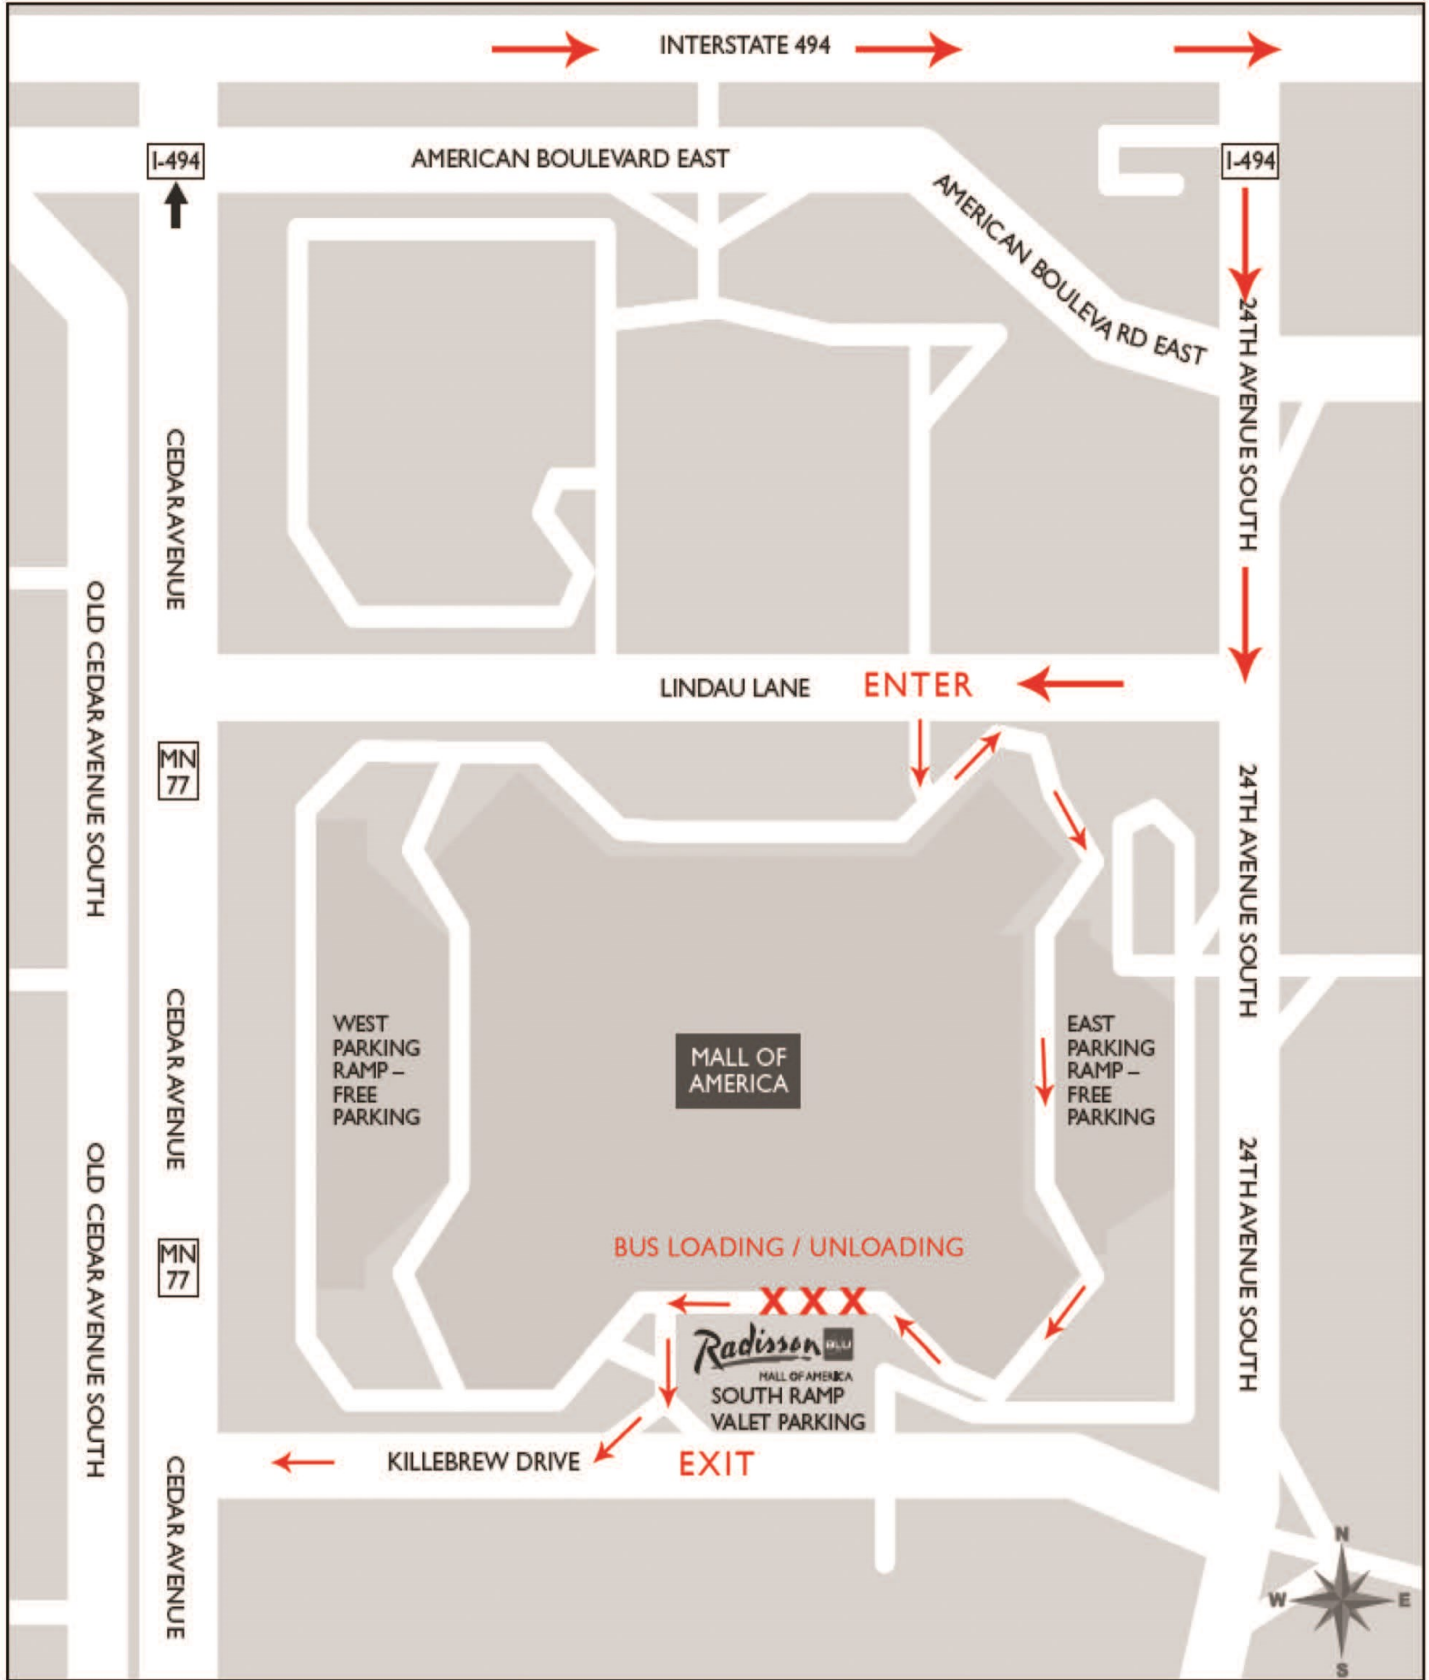 INTERSTATE 494
I-494
AMERICAN BOULEVARD EAST
I-494
AMERICAN BOULEVARD EAST
24TH AVENUE SOUTH
CEDAR AVENUE
OLD CEDAR AVENUE SOUTH
LINDAU LANE
ENTER
MN
77
24TH AVENUE SOUTH
CEDAR AVENUE
WEST
PARKING
RAMP –
FREE
PARKING
MALL OF
AMERICA
EAST
PARKING
RAMP –
FREE
PARKING
OLD CEDAR AVENUE SOUTH
24TH AVENUE SOUTH
MN
77
BUS LOADING / UNLOADING
X X X
Radisson BLU
MALL OF AMERICA
SOUTH RAMP
VALET PARKING
KILLEBREW DRIVE
EXIT
CEDAR AVENUE
N
W
E
S